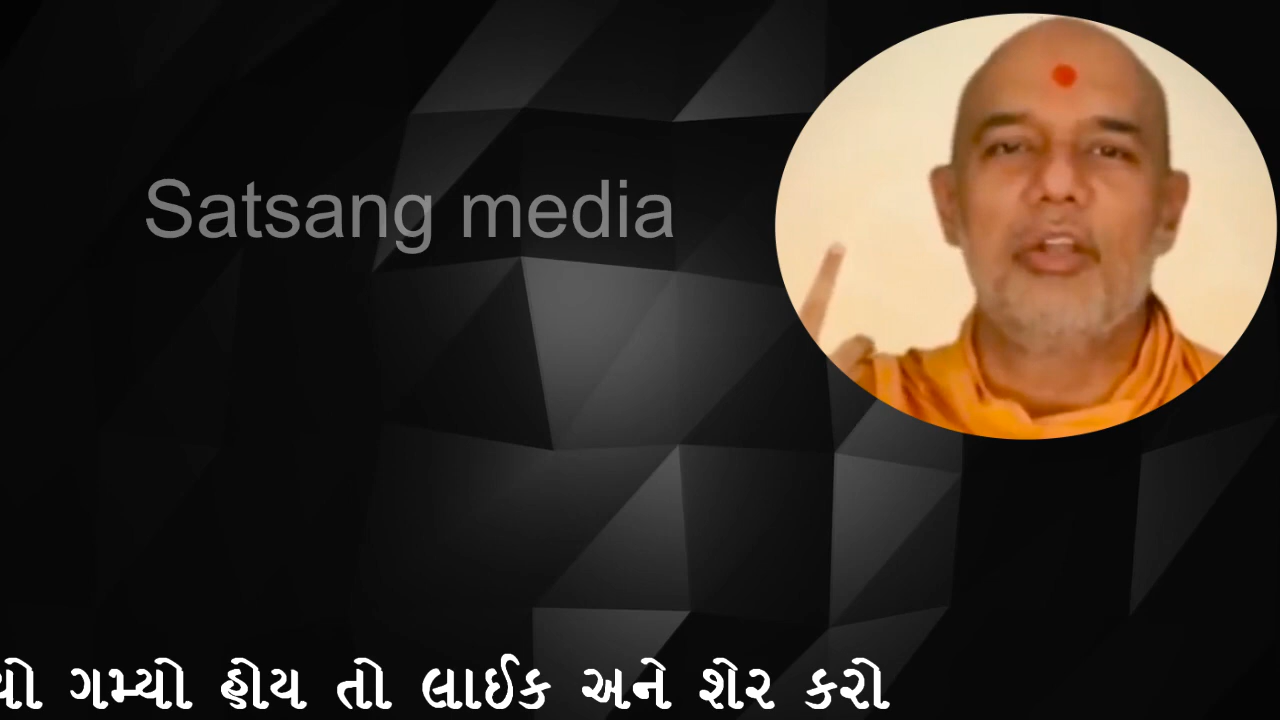 Satsang media
ગમ્યો હોય તો લાઈક અને શેર કરો